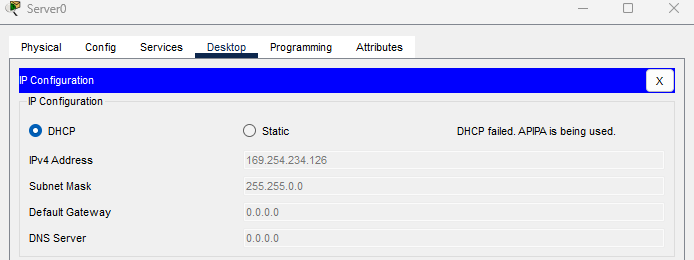 Server0
Physical Config Services Desktop Programming Attributes
IP Configuration X
IP Configuration
DHCP Static DHCP failed. APIPA is being used.
IPv4 Address 169.254.234.126
Subnet Mask 255.255.0.0
Default Gateway 0.0.0.0
DNS Server 0.0.0.0